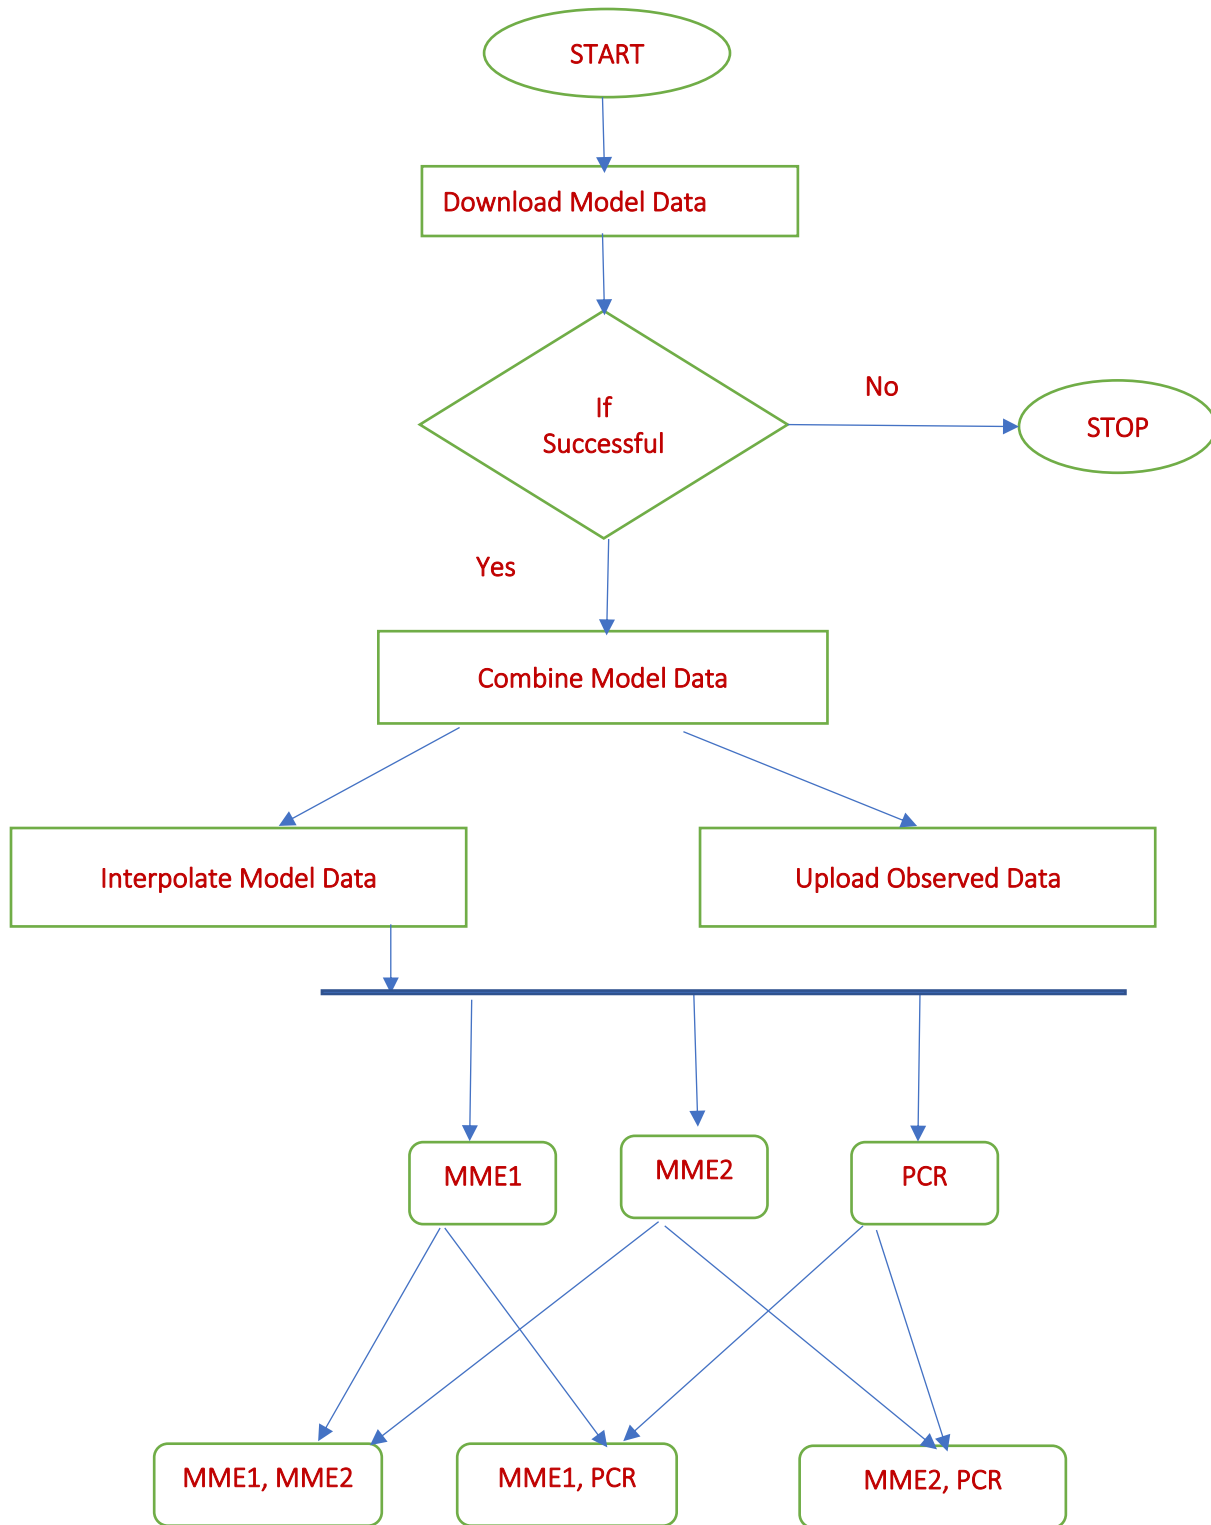 START
Download Model Data
If
Successful
No
STOP
Yes
Combine Model Data
Interpolate Model Data
Upload Observed Data
MME1
MME2
PCR
MME1, MME2
MME1, PCR
MME2, PCR